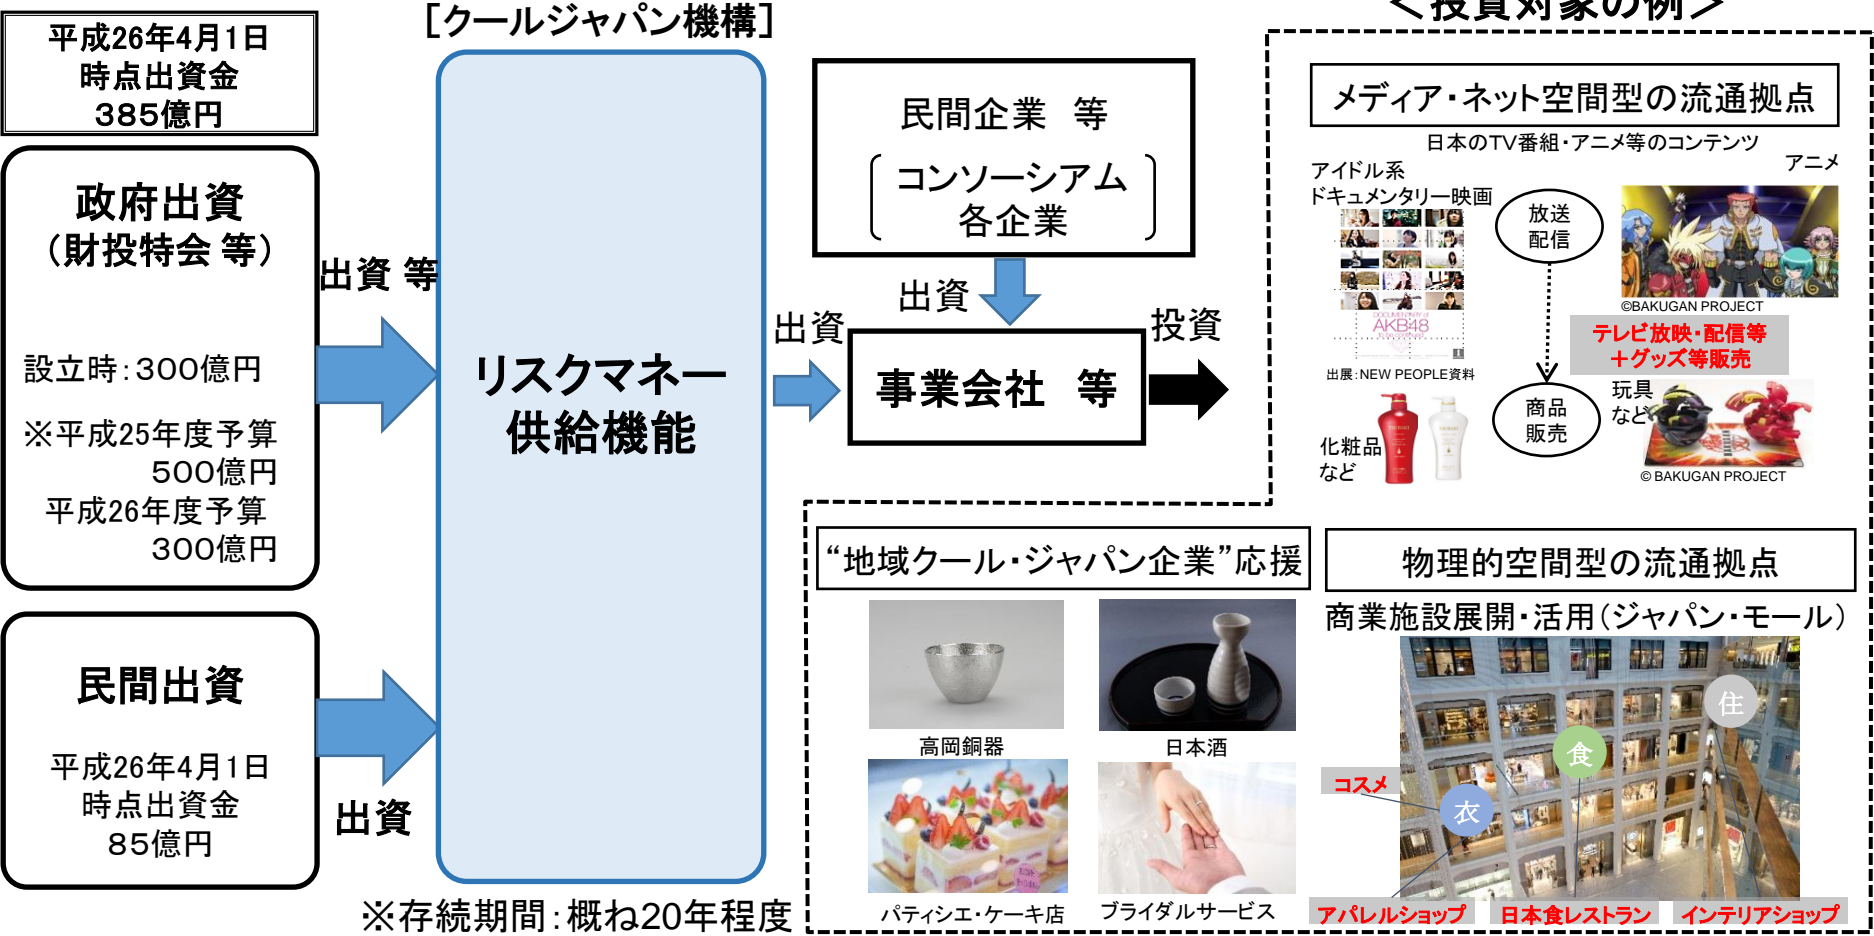 [クールジャパン機構]
＜投資対象の例＞
平成26年4月1日
時点出資金
385億円
政府出資
（財投特会 等）
設立時：300億円
※平成25年度予算
500億円
平成26年度予算
300億円
出資 等
民間出資
平成26年4月1日
時点出資金
85億円
出資
リスクマネー
供給機能
※存続期間：概ね20年程度
民間企業　等
コンソーシアム
各企業
出資
出資
事業会社　等
投資
メディア・ネット空間型の流通拠点
日本のTV番組・アニメ等のコンテンツ
アイドル系
ドキュメンタリー映画
アニメ
放送
配信
DOCUMENTARY of
AKB48
to be continued
出展：NEW PEOPLE資料
©BAKUGAN PROJECT
テレビ放映・配信等
＋グッズ等販売
商品
販売
玩具
など
化粧品
など
© BAKUGAN PROJECT
“地域クール・ジャパン企業”応援
高岡銅器
日本酒
パティシエ・ケーキ店
ブライダルサービス
物理的空間型の流通拠点
商業施設展開・活用（ジャパン・モール）
住
食
衣
コスメ
アパレルショップ
日本食レストラン
インテリアショップ